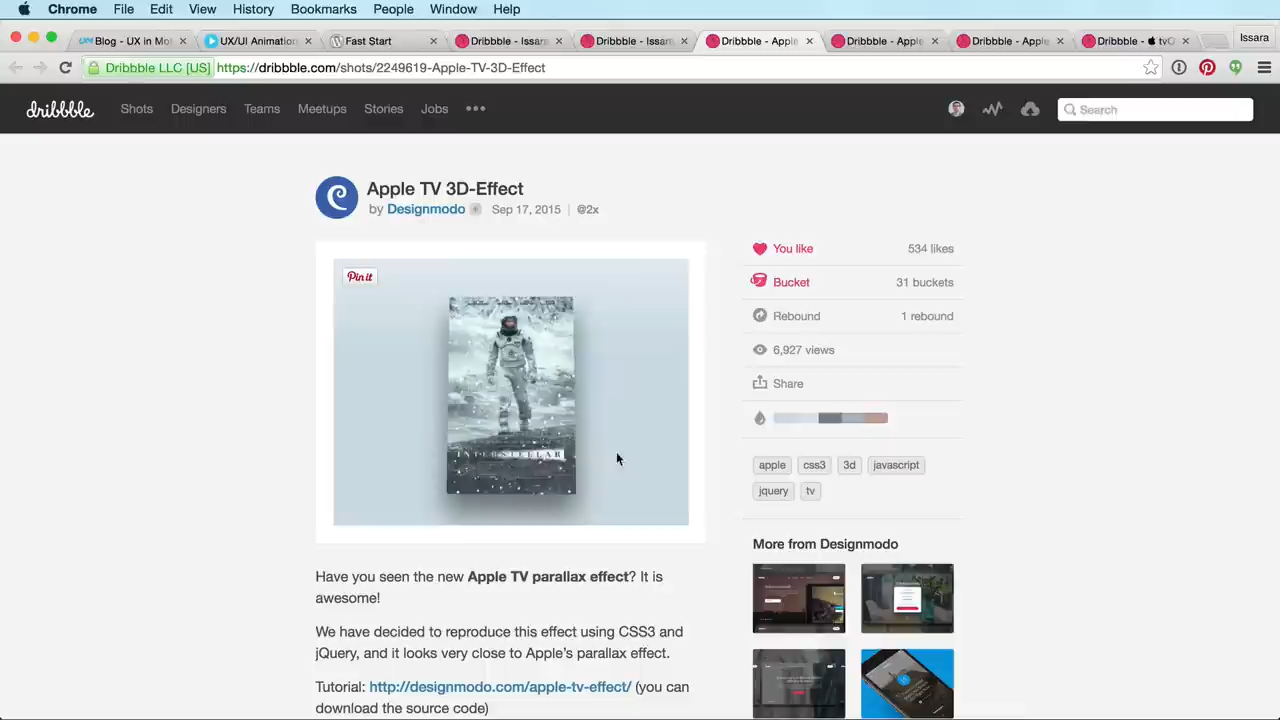 Chrome File Edit View History Bookmarks People Window Help
Blog - UX in Mo
UX/UI Animation
Fast Start
Dribbble - Issara
Dribbble - Issara
Dribbble - Apple
Dribbble - Apple
Dribbble - Apple
Dribbble -  tvO
Issara
Dribbble LLC [US] https://dribbble.com/shots/2249619-Apple-TV-3D-Effect
dribbble Shots Designers Teams Meetups Stories Jobs ••• Search
Apple TV 3D-Effect
by Designmodo Sep 17, 2015 | @2x
Pin it
INTERSTELLAR
You like 534 likes
Bucket 31 buckets
Rebound 1 rebound
6,927 views
Share
apple css3 3d javascript
jquery tv
More from Designmodo
Have you seen the new Apple TV parallax effect? It is
awesome!
We have decided to reproduce this effect using CSS3 and
jQuery, and it looks very close to Apple's parallax effect.
Tutorial: http://designmodo.com/apple-tv-effect/ (you can
download the source code)